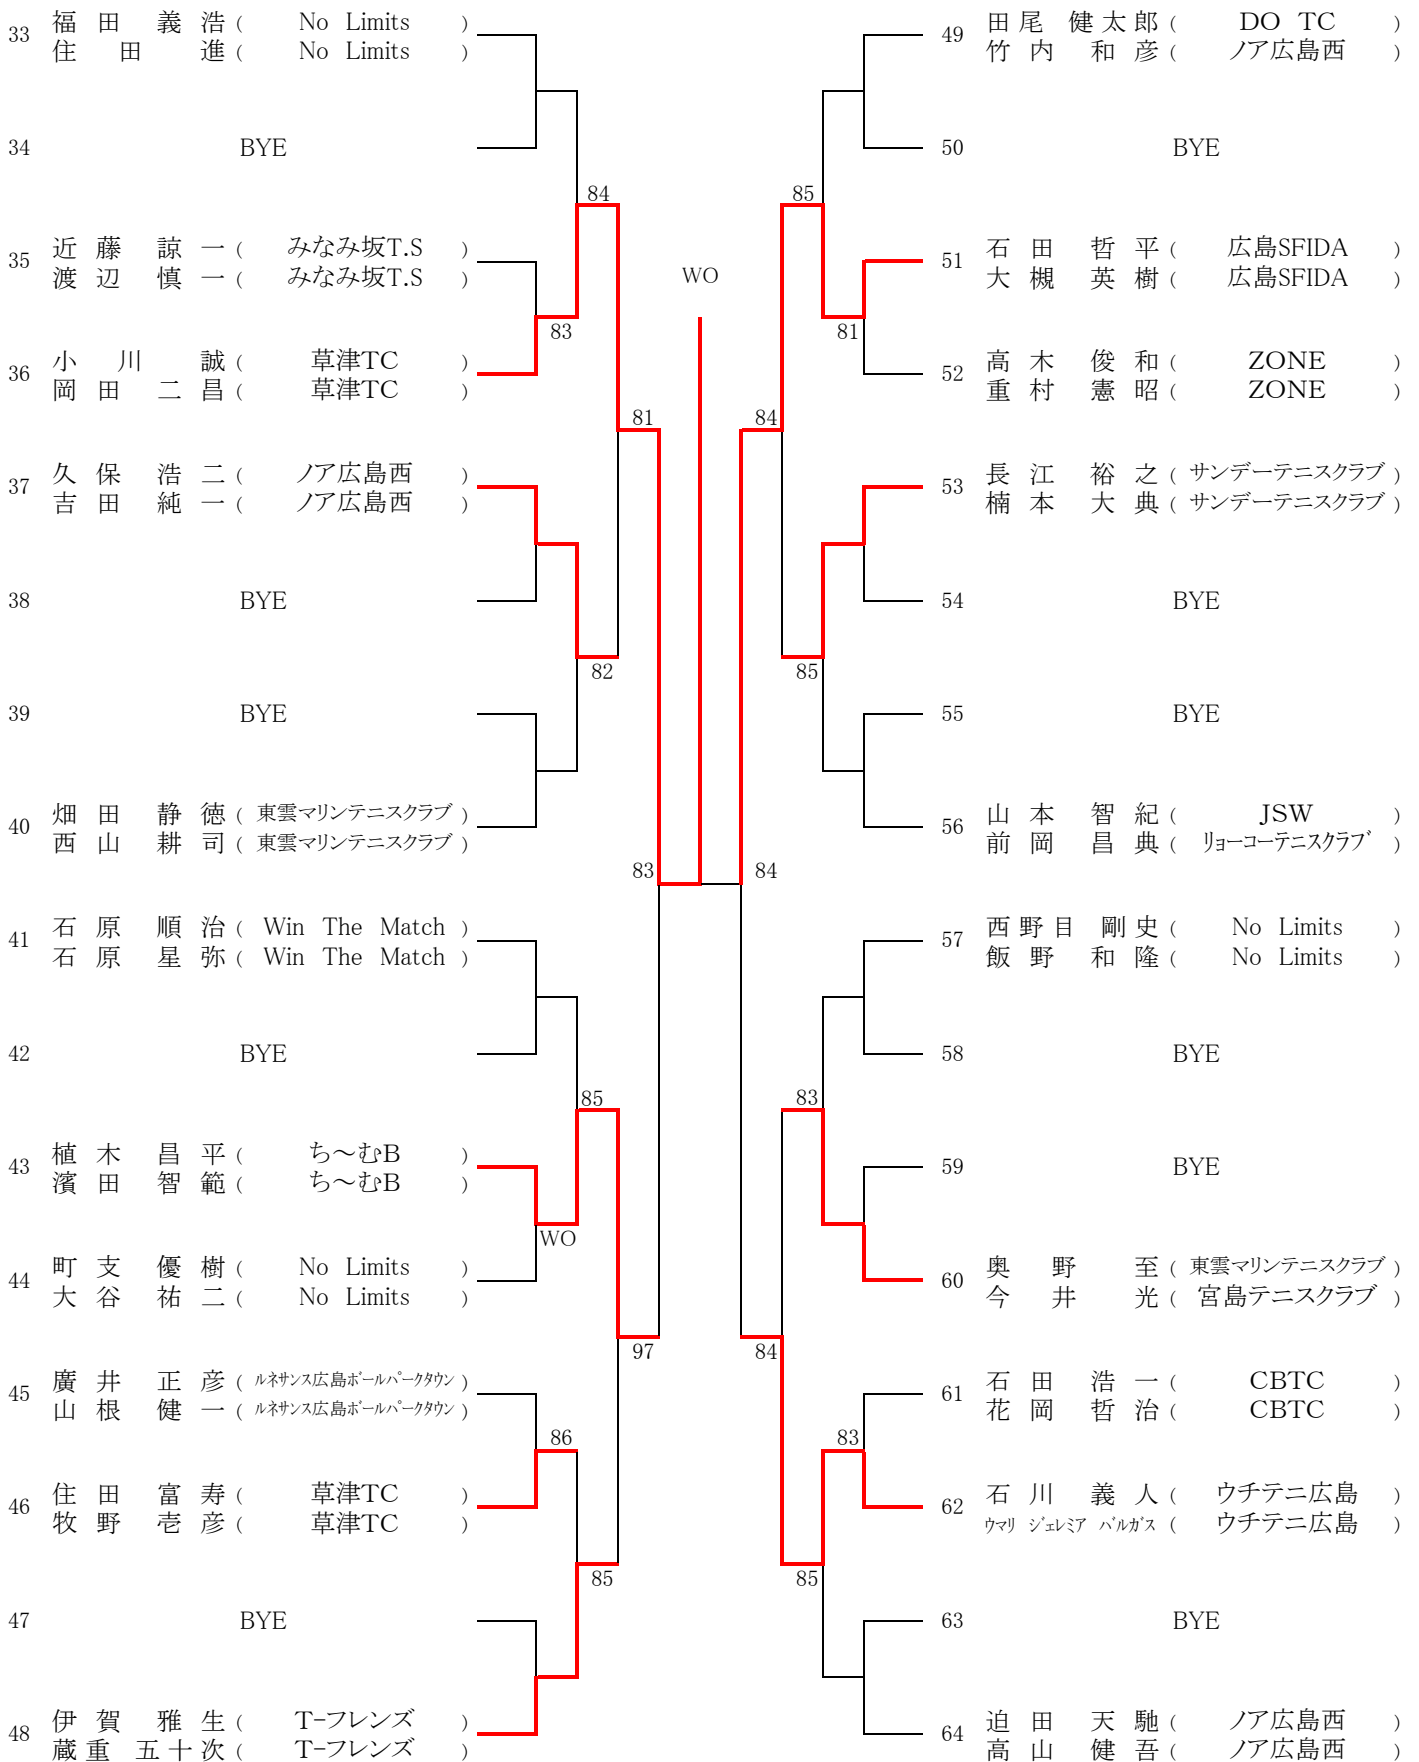 33 福田 義浩 ( No Limits )
住田 進 ( No Limits )
34 BYE
84
35 近藤 諒一 ( みなみ坂T.S )
渡辺 慎一 ( みなみ坂T.S )
83
36 小川 誠 ( 草津TC )
岡田 二昌 ( 草津TC )
81
37 久保 浩二 ( ノア広島西 )
吉田 純一 ( ノア広島西 )
38 BYE
82
39 BYE
40 畑田 静徳 ( 東雲マリンテニスクラブ )
西山 耕司 ( 東雲マリンテニスクラブ )
83
41 石原 順治 ( Win The Match )
石原 星弥 ( Win The Match )
42 BYE
85
43 植木 昌平 ( ち～むB )
濱田 智範 ( ち～むB )
WO
44 町支 優樹 ( No Limits )
大谷 祐二 ( No Limits )
97
45 廣井 正彦 ( ルネサンス広島ボールパークタウン )
山根 健一 ( ルネサンス広島ボールパークタウン )
86
46 住田 富寿 ( 草津TC )
牧野 壱彦 ( 草津TC )
85
47 BYE
48 伊賀 雅生 ( T-フレンズ )
蔵重 五十次 ( T-フレンズ )
WO
49 田尾 健太郎 ( DO TC )
竹内 和彦 ( ノア広島西 )
50 BYE
85
51 石田 哲平 ( 広島SFIDA )
大槻 英樹 ( 広島SFIDA )
81
52 高木 俊和 ( ZONE )
重村 憲昭 ( ZONE )
84
53 長江 裕之 ( サンデーテニスクラブ )
楠本 大典 ( サンデーテニスクラブ )
54 BYE
85
55 BYE
56 山本 智紀 ( JSW )
前岡 昌典 ( リョーコーテニスクラブ )
84
57 西野目 剛史 ( No Limits )
飯野 和隆 ( No Limits )
58 BYE
83
59 BYE
60 奥野 至 ( 東雲マリンテニスクラブ )
今井 光 ( 宮島テニスクラブ )
84
61 石田 浩一 ( CBTC )
花岡 哲治 ( CBTC )
83
62 石川 義人 ( ウチテニ広島 )
ウマリ ジェレミア バルガス ( ウチテニ広島 )
85
63 BYE
64 迫田 天馳 ( ノア広島西 )
高山 健吾 ( ノア広島西 )